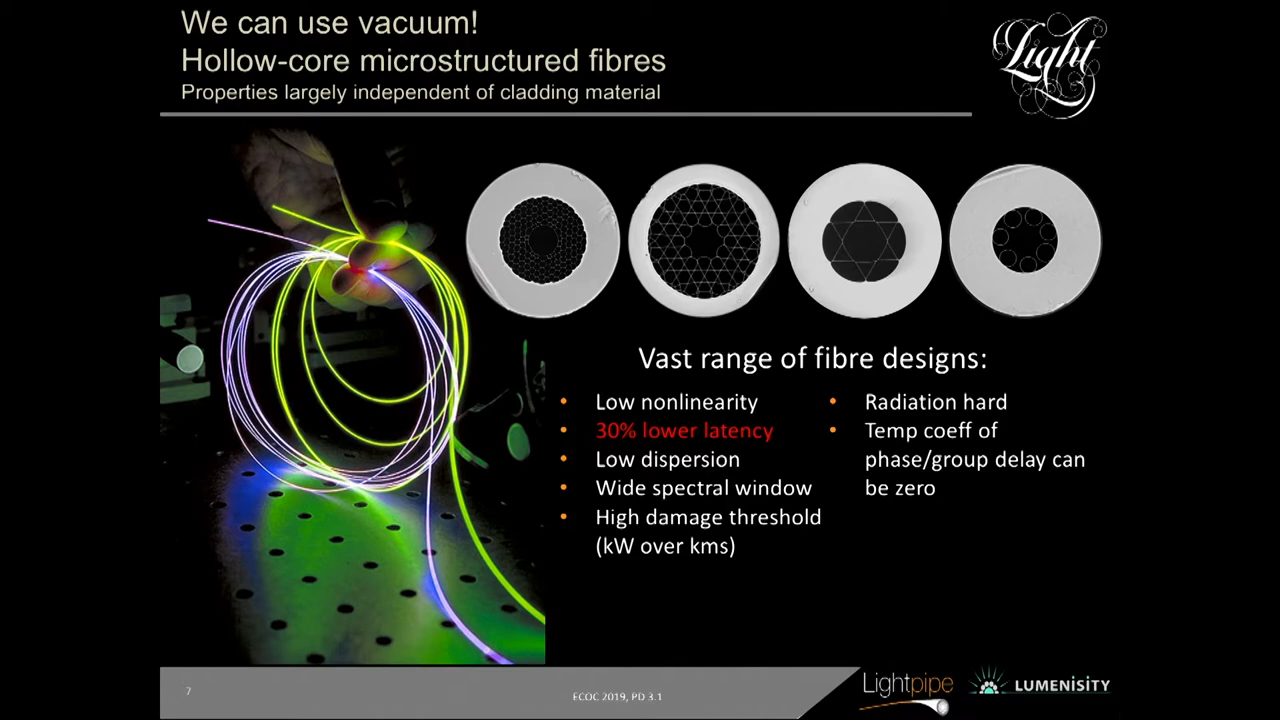 We can use vacuum!
Hollow-core microstructured fibres
Properties largely independent of cladding material
Light
Vast range of fibre designs:
• Low nonlinearity
• 30% lower latency
• Low dispersion
• Wide spectral window
• High damage threshold
(kW over kms)
• Radiation hard
• Temp coeff of
phase/group delay can
be zero
7
ECOC 2019, PD 3.1
Lightpipe
LUMENISITY